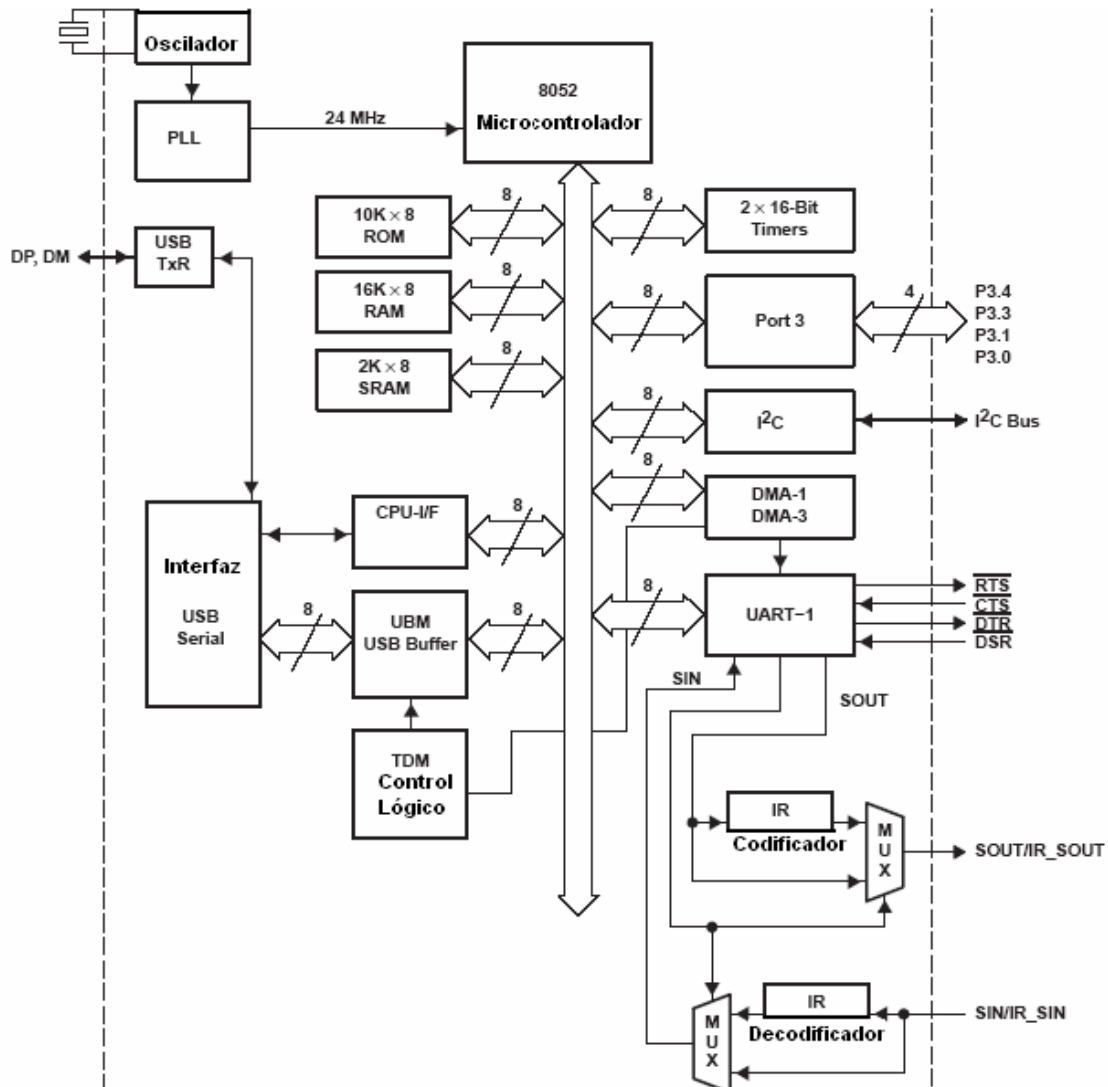 Oscilador
PLL
24 MHz
8052
Microcontrolador
10K × 8
ROM
8
8
2 × 16-Bit
Timers
DP, DM
USB
TxR
16K × 8
RAM
8
8
Port 3
4
P3.4
P3.3
P3.1
P3.0
2K × 8
SRAM
8
8
I²C
I²C Bus
8
DMA-1
DMA-3
Interfaz
USB
Serial
CPU-I/F
8
8
UBM
USB Buffer
8
8
UART–1
RTS
CTS
DTR
DSR
SIN
SOUT
TDM
Control
Lógico
IR
Codificador
MUX
SOUT/IR_SOUT
IR
Decodificador
MUX
SIN/IR_SIN